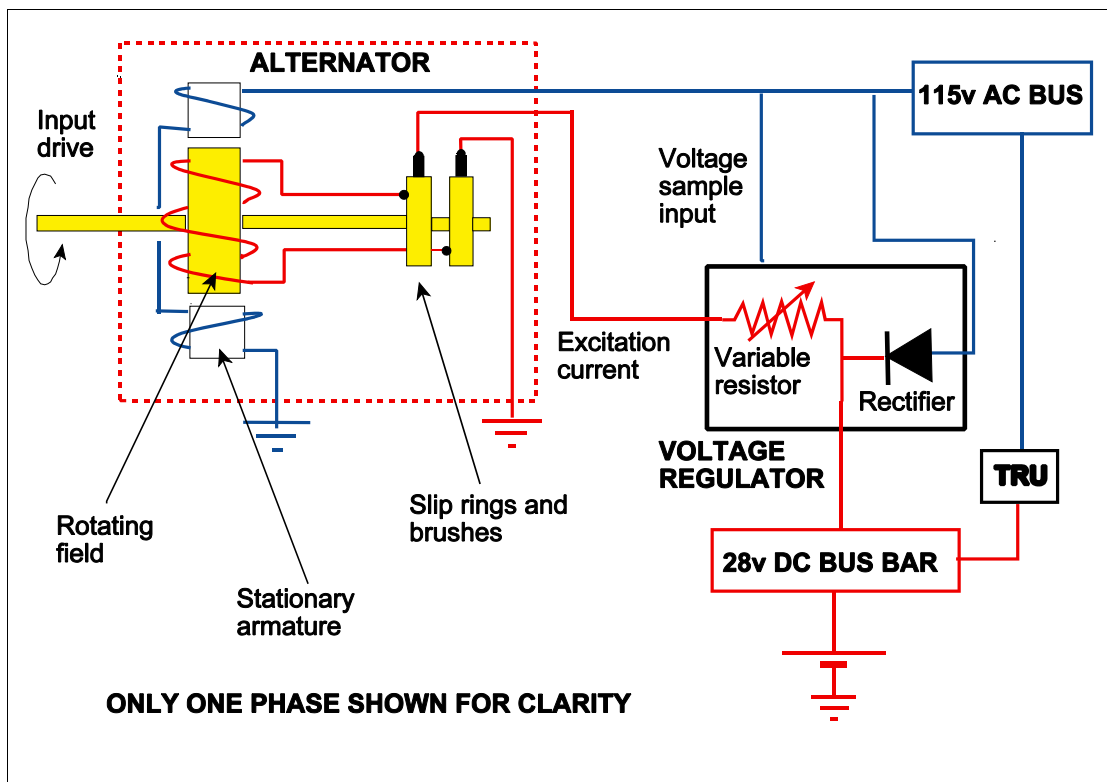 ALTERNATOR
115v AC BUS
Input
drive
Voltage
sample
input
Excitation
current
Variable
resistor
Rectifier
VOLTAGE
REGULATOR
TRU
Slip rings and
brushes
Rotating
field
28v DC BUS BAR
Stationary
armature
ONLY ONE PHASE SHOWN FOR CLARITY